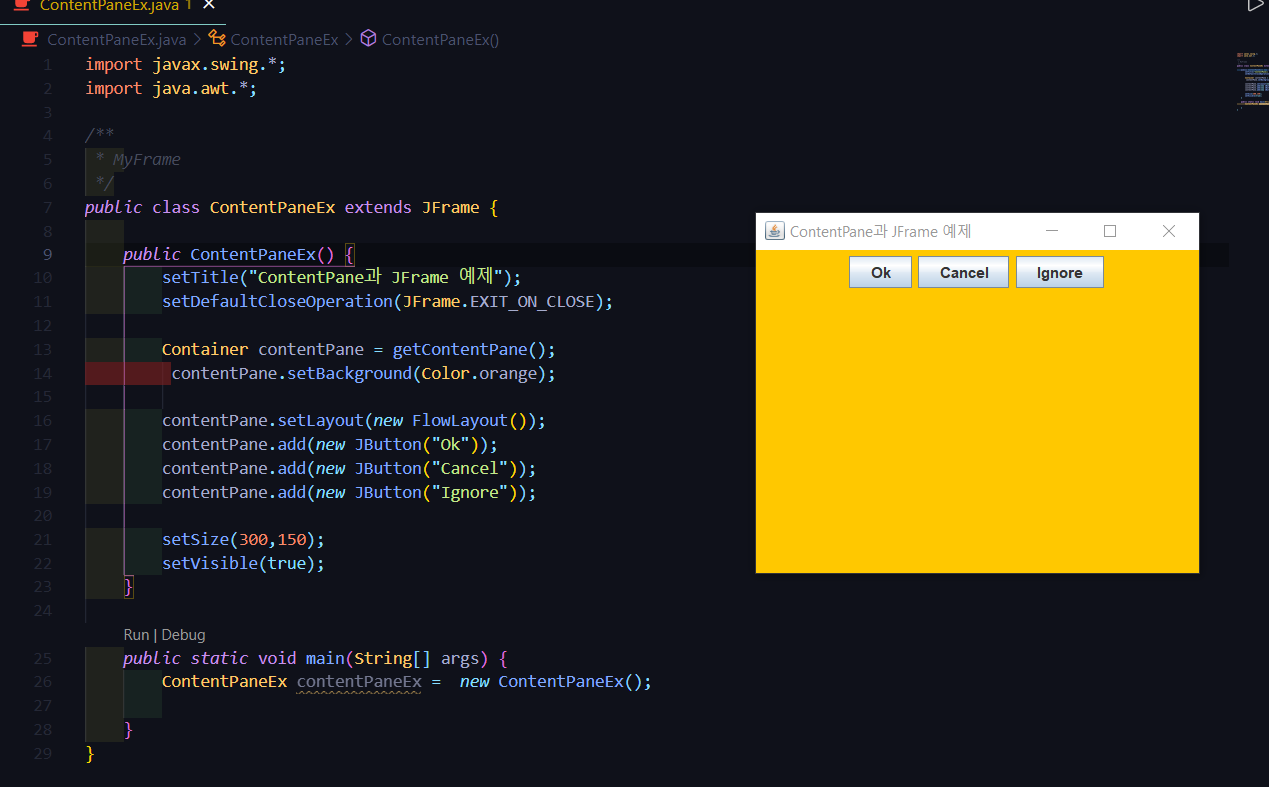 ContentPaneEx.java 1
ContentPaneEx.java > ContentPaneEx > ContentPaneEx()
1 import javax.swing.*;
2 import java.awt.*;
3
4 /**
5 * MyFrame
6 */
7 public class ContentPaneEx extends JFrame {
8
9 public ContentPaneEx() {
10 setTitle("ContentPane과 JFrame 예제");
11 setDefaultCloseOperation(JFrame.EXIT_ON_CLOSE);
12
13 Container contentPane = getContentPane();
14 contentPane.setBackground(Color.orange);
15
16 contentPane.setLayout(new FlowLayout());
17 contentPane.add(new JButton("Ok"));
18 contentPane.add(new JButton("Cancel"));
19 contentPane.add(new JButton("Ignore"));
20
21 setSize(300,150);
22 setVisible(true);
23 }
24
Run | Debug
25 public static void main(String[] args) {
26 ContentPaneEx contentPaneEx =  new ContentPaneEx();
27
28 }
29 }
ContentPane과 JFrame 예제
Ok Cancel Ignore